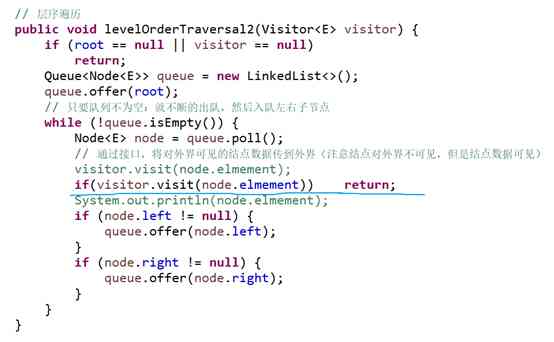 // 层序遍历
public void levelOrderTraversal2(Visitor<E> visitor) {
if (root == null || visitor == null)
return;
Queue<Node<E>> queue = new LinkedList<>();
queue.offer(root);
// 只要队列不为空：就不断的出队，然后入队左右子节点
while (!queue.isEmpty()) {
Node<E> node = queue.poll();
// 通过接口，将对外界可见的结点数据传到外界（注意结点对外界不可见，但是结点数据可见）
visitor.visit(node.elmement);
if(visitor.visit(node.elmement)) return;
System.out.println(node.elmement);
if (node.left != null) {
queue.offer(node.left);
}
if (node.right != null) {
queue.offer(node.right);
}
}
}